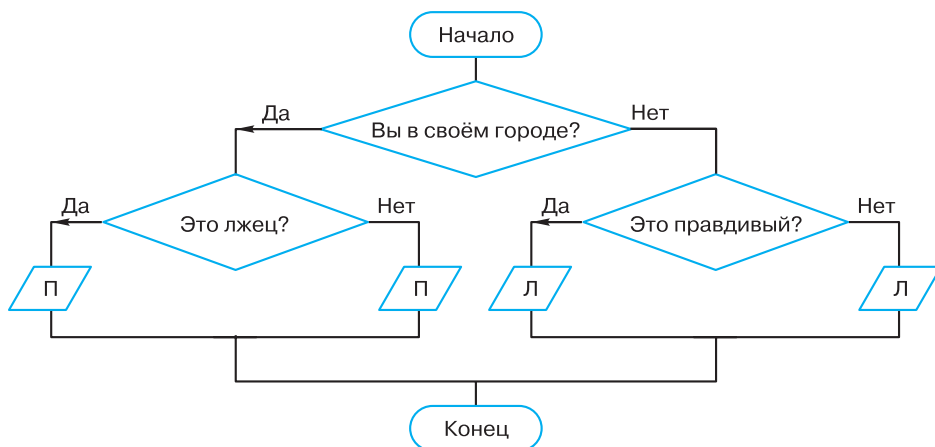 Начало
Да
Вы в своём городе?
Нет
Да
Это лжец?
Нет
Да
Это правдивый?
Нет
П
П
Л
Л
Конец